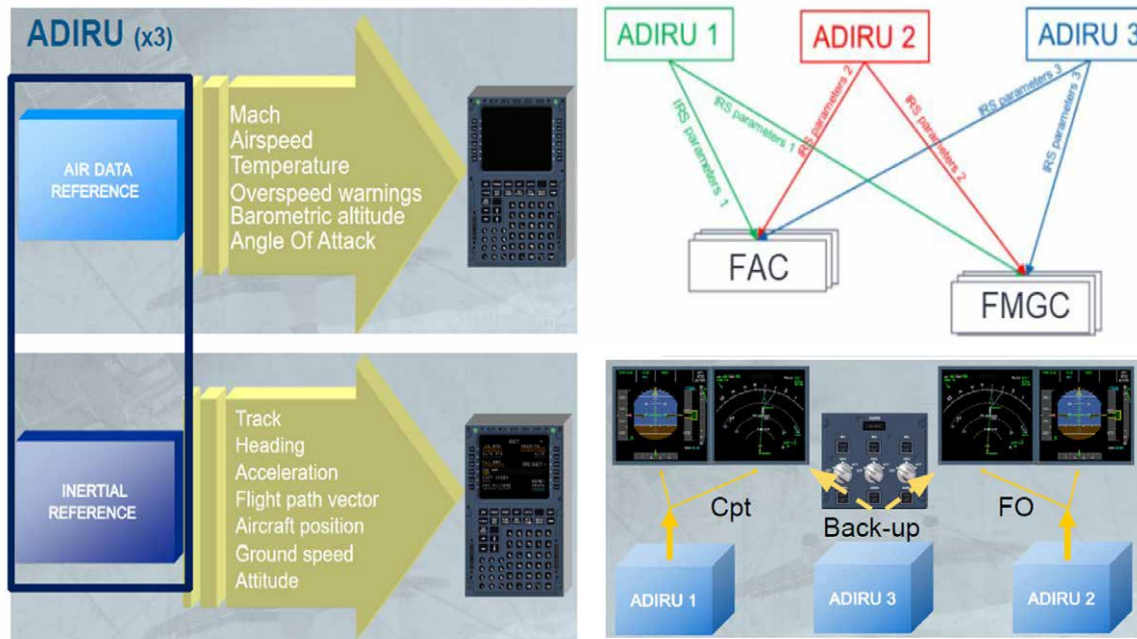 ADIRU (x3)
AIR DATA
REFERENCE
Mach
Airspeed
Temperature
Overspeed warnings
Barometric altitude
Angle Of Attack
INERTIAL
REFERENCE
Track
Heading
Acceleration
Flight path vector
Aircraft position
Ground speed
Attitude
ADIRU 1
ADIRU 2
ADIRU 3
IRS parameters 1
IRS parameters 1
IRS parameters 2
IRS parameters 2
IRS parameters 3
IRS parameters 3
FAC
FMGC
Cpt
Back-up
FO
ADIRU 1
ADIRU 3
ADIRU 2